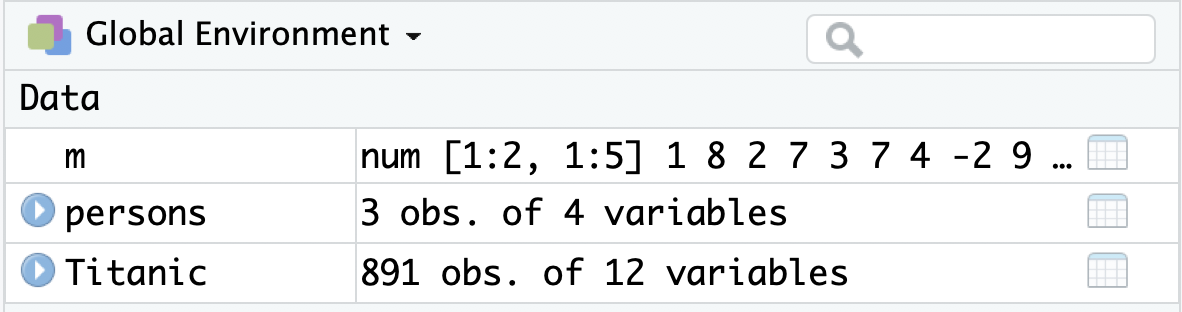 Global Environment
Data
m num [1:2, 1:5] 1 8 2 7 3 7 4 -2 9 …
persons 3 obs. of 4 variables
Titanic 891 obs. of 12 variables